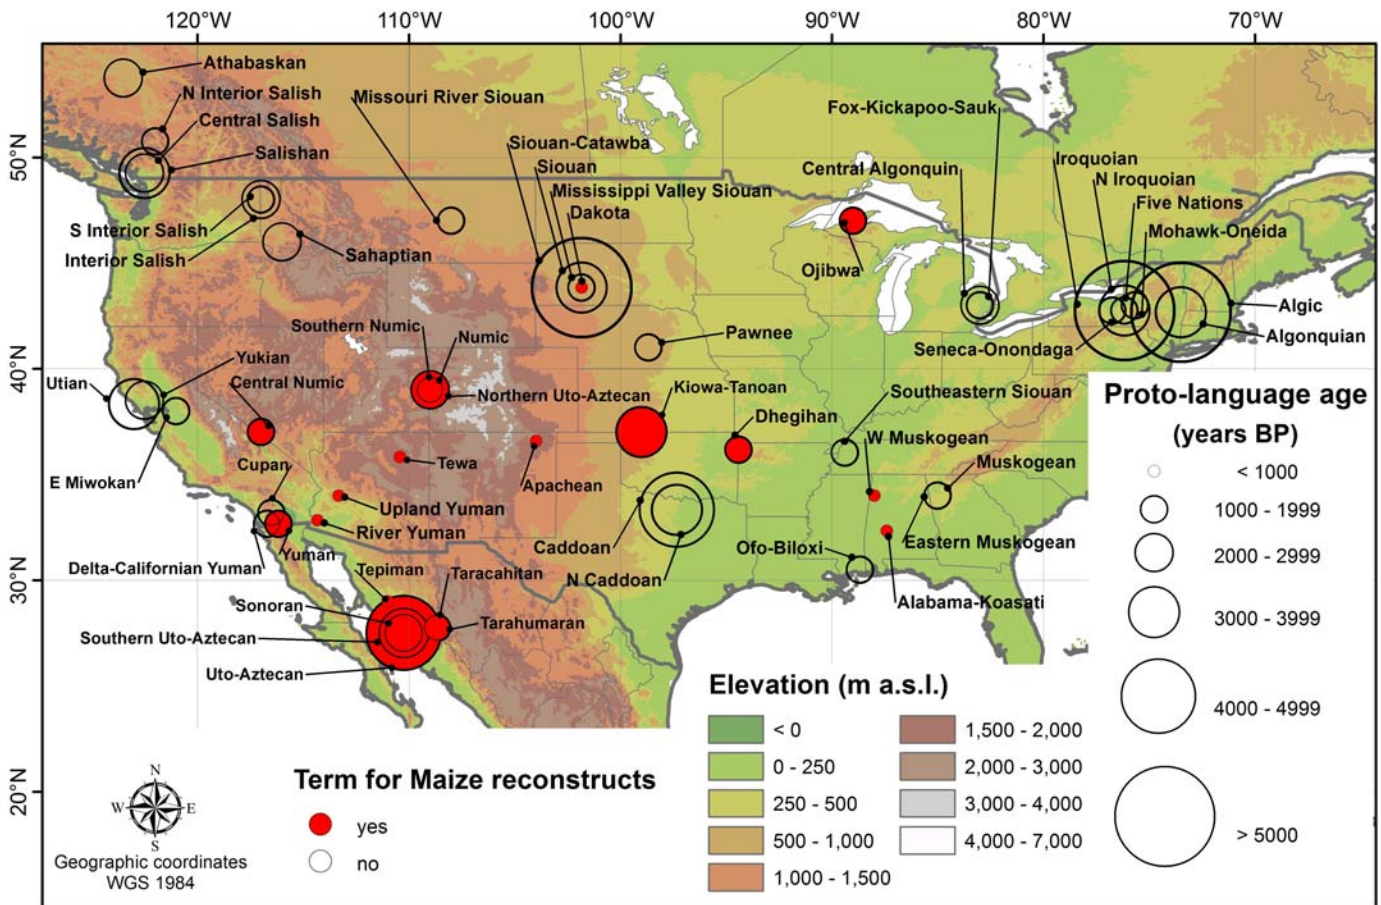 120°W
110°W
100°W
90°W
80°W
70°W
50°N
40°N
30°N
20°N
Athabaskan
N Interior Salish
Central Salish
Salishan
S Interior Salish
Interior Salish
Sahaptian
Missouri River Siouan
Siouan-Catawba
Siouan
Mississippi Valley Siouan
Dakota
Fox-Kickapoo-Sauk
Central Algonquin
Ojibwa
Iroquoian
N Iroquoian
Five Nations
Mohawk-Oneida
Algic
Algonquian
Seneca-Onondaga
Pawnee
Southern Numic
Numic
Northern Uto-Aztecan
Yukian
Utian
Central Numic
E Miwokan
Cupan
Tewa
Apachean
Kiowa-Tanoan
Dhegihan
Southeastern Siouan
W Muskogean
Muskogean
Upland Yuman
River Yuman
Yuman
Delta-Californian Yuman
Caddoan
N Caddoan
Ofo-Biloxi
Eastern Muskogean
Alabama-Koasati
Tepiman
Taracahitan
Sonoran
Tarahumaran
Southern Uto-Aztecan
Uto-Aztecan
Proto-language age
(years BP)
< 1000
1000 - 1999
2000 - 2999
3000 - 3999
4000 - 4999
> 5000
Elevation (m a.s.l.)
< 0
0 - 250
250 - 500
500 - 1,000
1,000 - 1,500
1,500 - 2,000
2,000 - 3,000
3,000 - 4,000
4,000 - 7,000
Term for Maize reconstructs
yes
no
N
W
E
S
Geographic coordinates
WGS 1984